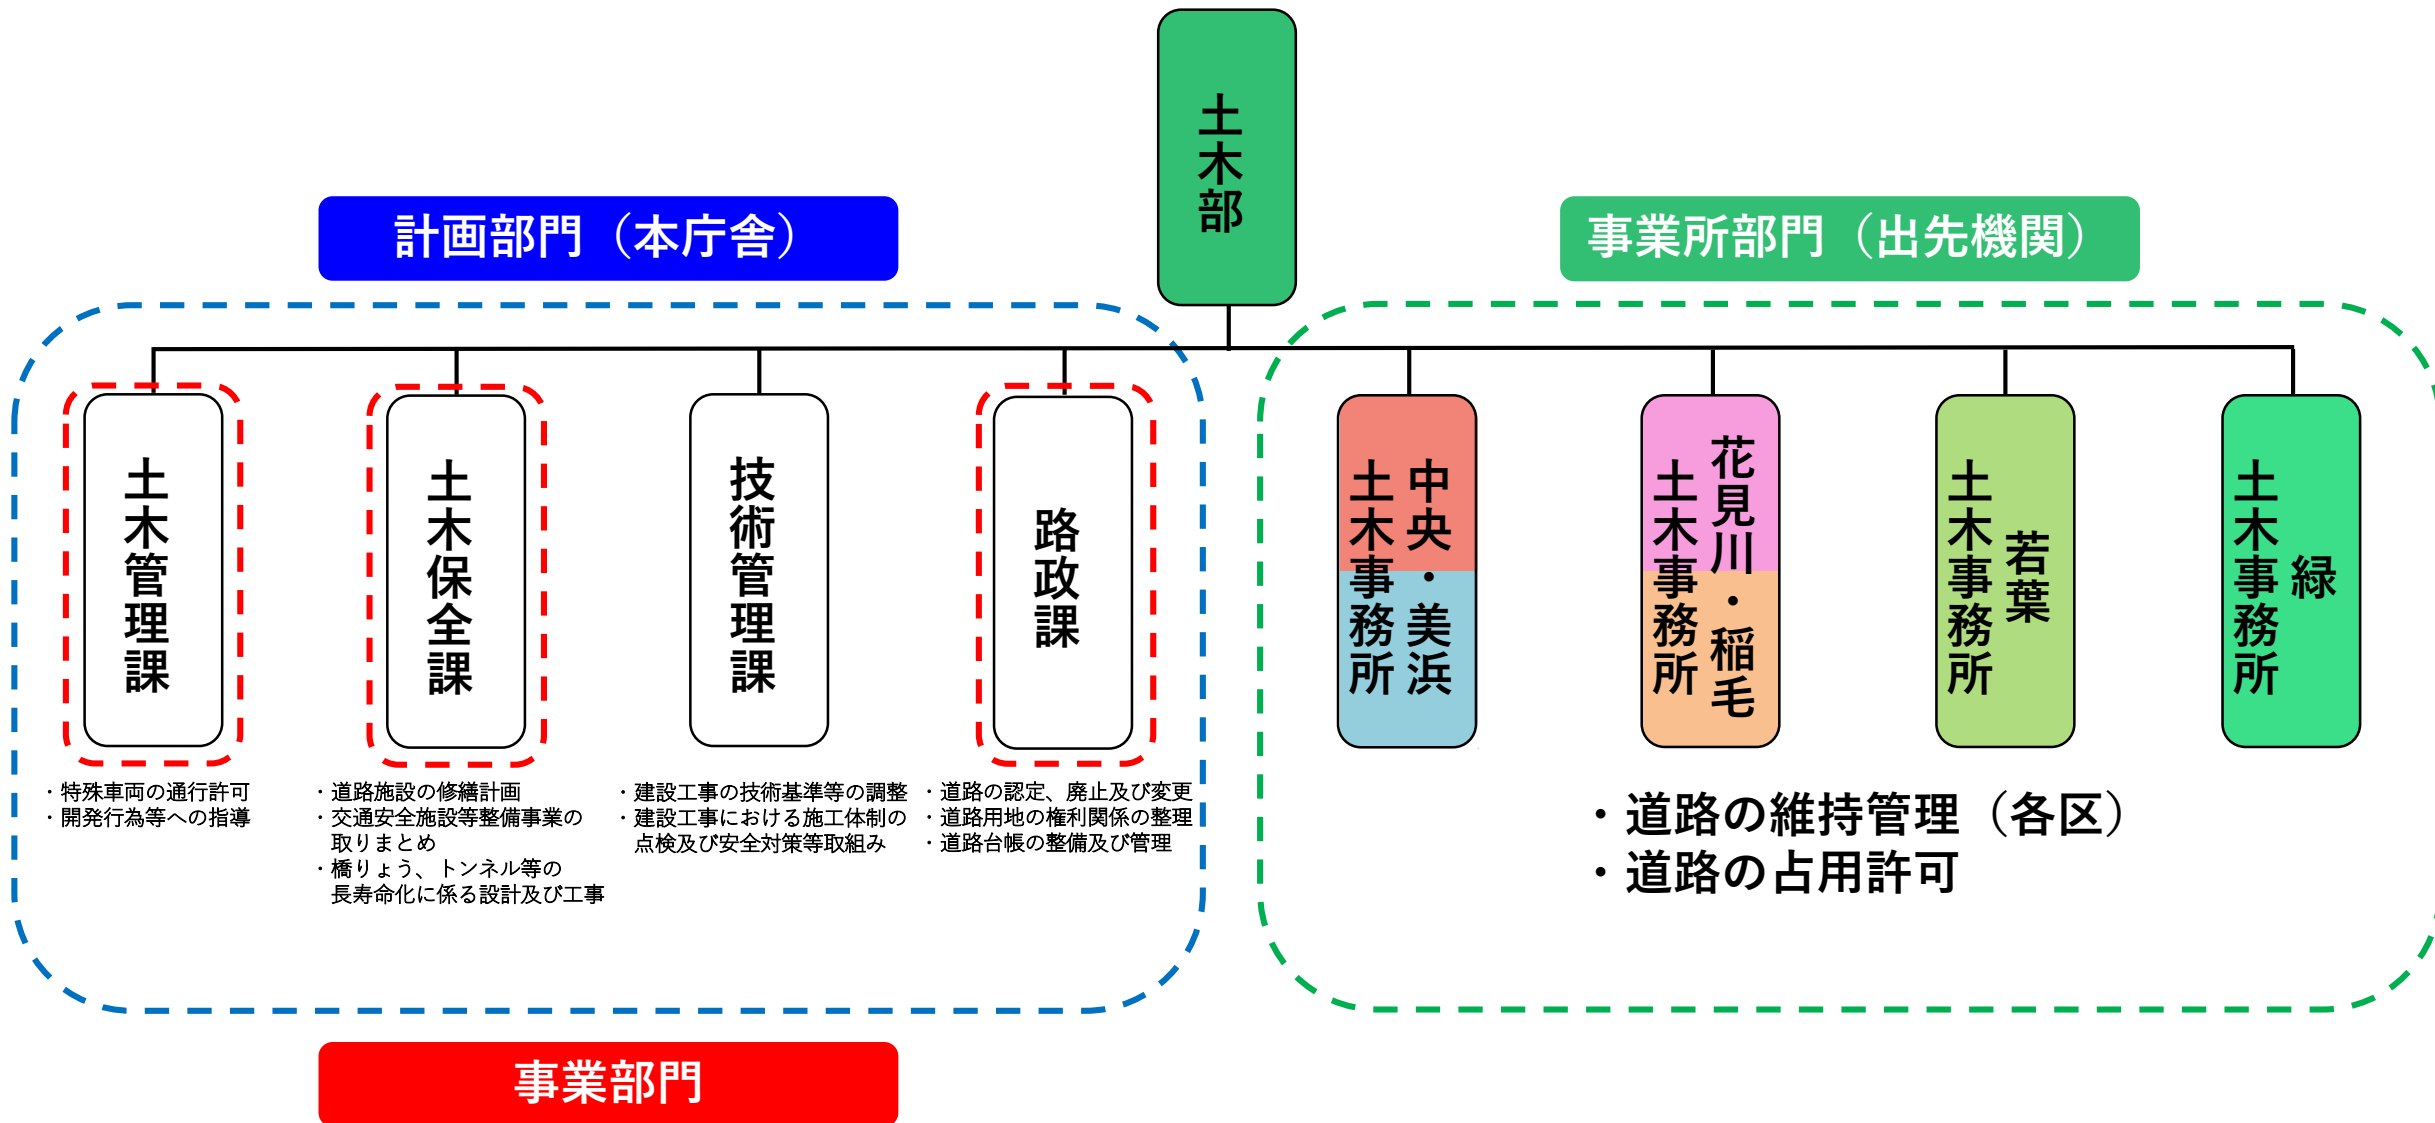 土木部
計画部門（本庁舎）
事業所部門（出先機関）
土木管理課
土木保全課
技術管理課
路政課
中央・美浜
土木事務所
花見川・稲毛
土木事務所
若葉
土木事務所
緑
土木事務所
・特殊車両の通行許可
・開発行為等への指導
・道路施設の修繕計画
・交通安全施設等整備事業の
取りまとめ
・橋りょう、トンネル等の
長寿命化に係る設計及び工事
・建設工事の技術基準等の調整
・建設工事における施工体制の
点検及び安全対策等取組み
・道路の認定、廃止及び変更
・道路用地の権利関係の整理
・道路台帳の整備及び管理
・道路の維持管理（各区）
・道路の占用許可
事業部門